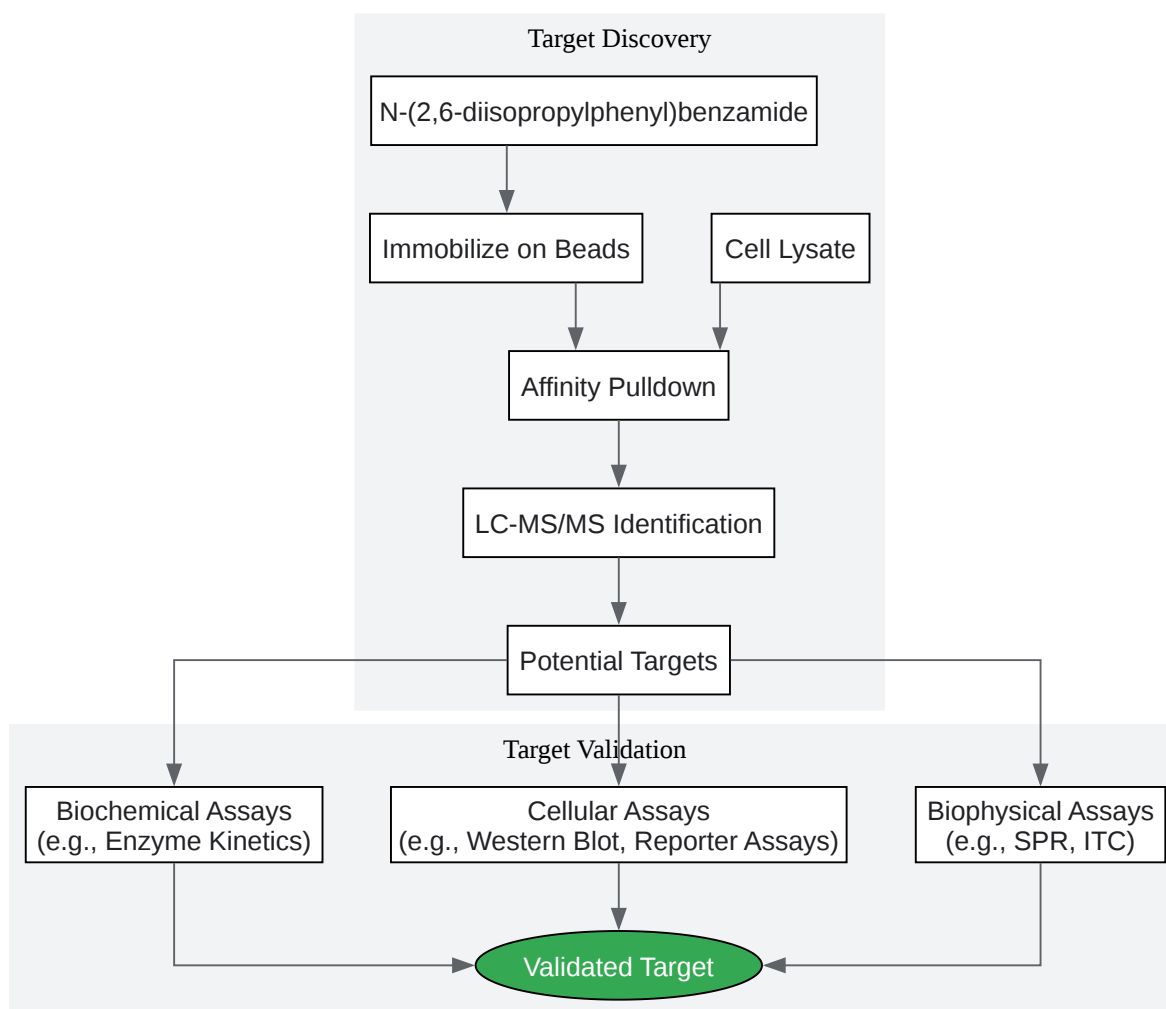 Target Discovery
N-(2,6-diisopropylphenyl)benzamide
Immobilize on Beads
Cell Lysate
Affinity Pulldown
LC-MS/MS Identification
Potential Targets
Target Validation
Biochemical Assays
(e.g., Enzyme Kinetics)
Cellular Assays
(e.g., Western Blot, Reporter Assays)
Biophysical Assays
(e.g., SPR, ITC)
Validated Target